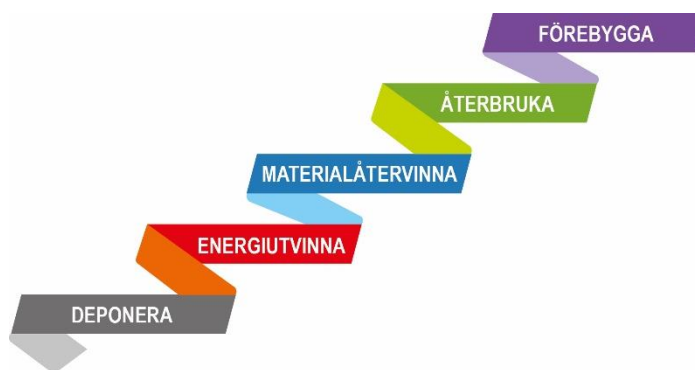 FÖREBYGGA
ÅTERBRUKA
MATERIALÅTERVINNA
ENERGIUTVINNA
DEPONERA